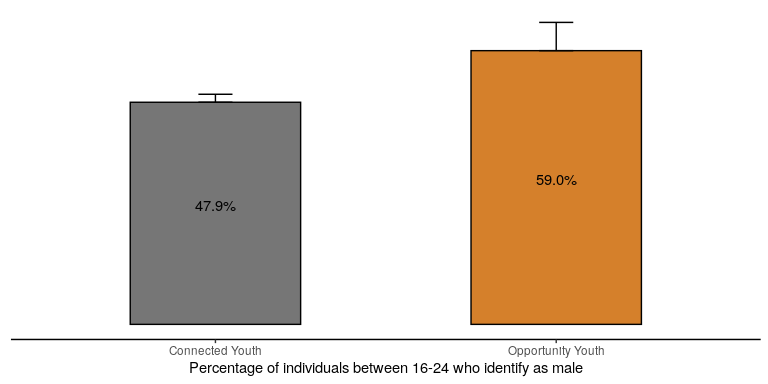 59.0%
47.9%
Connected Youth Opportunity Youth
Percentage of individuals between 16-24 who identify as male